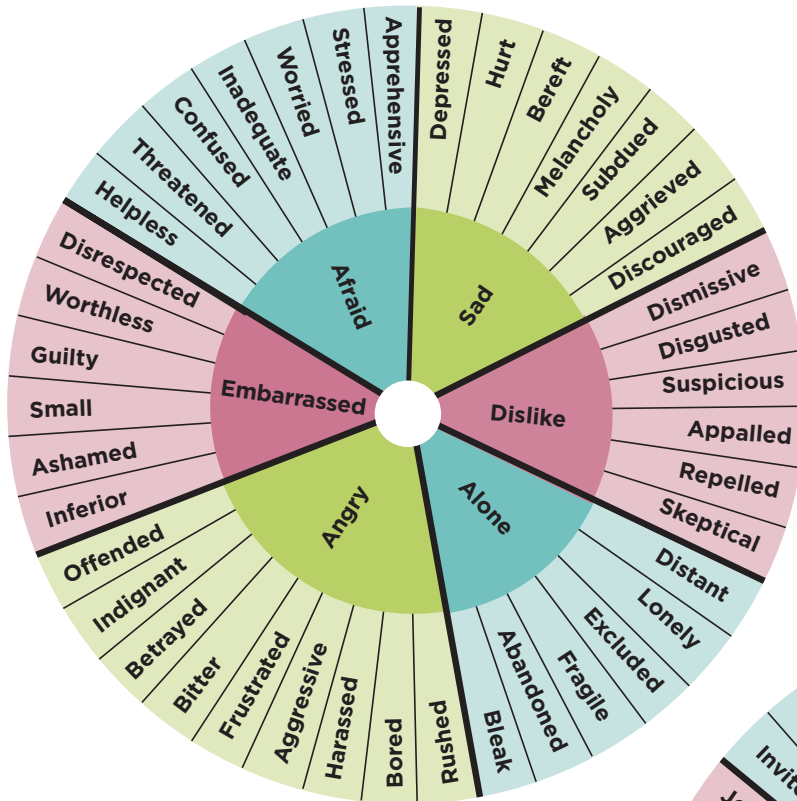 Afraid
Helpless
Threatened
Confused
Inadequate
Worried
Stressed
Apprehensive
Sad
Depressed
Hurt
Bereft
Melancholy
Subdued
Aggrieved
Discouraged
Dislike
Dismissive
Disgusted
Suspicious
Appalled
Repelled
Skeptical
Alone
Distant
Lonely
Excluded
Fragile
Abandoned
Bleak
Angry
Rushed
Bored
Harassed
Aggressive
Frustrated
Bitter
Betrayed
Indignant
Offended
Embarrassed
Inferior
Ashamed
Small
Guilty
Worthless
Disrespected